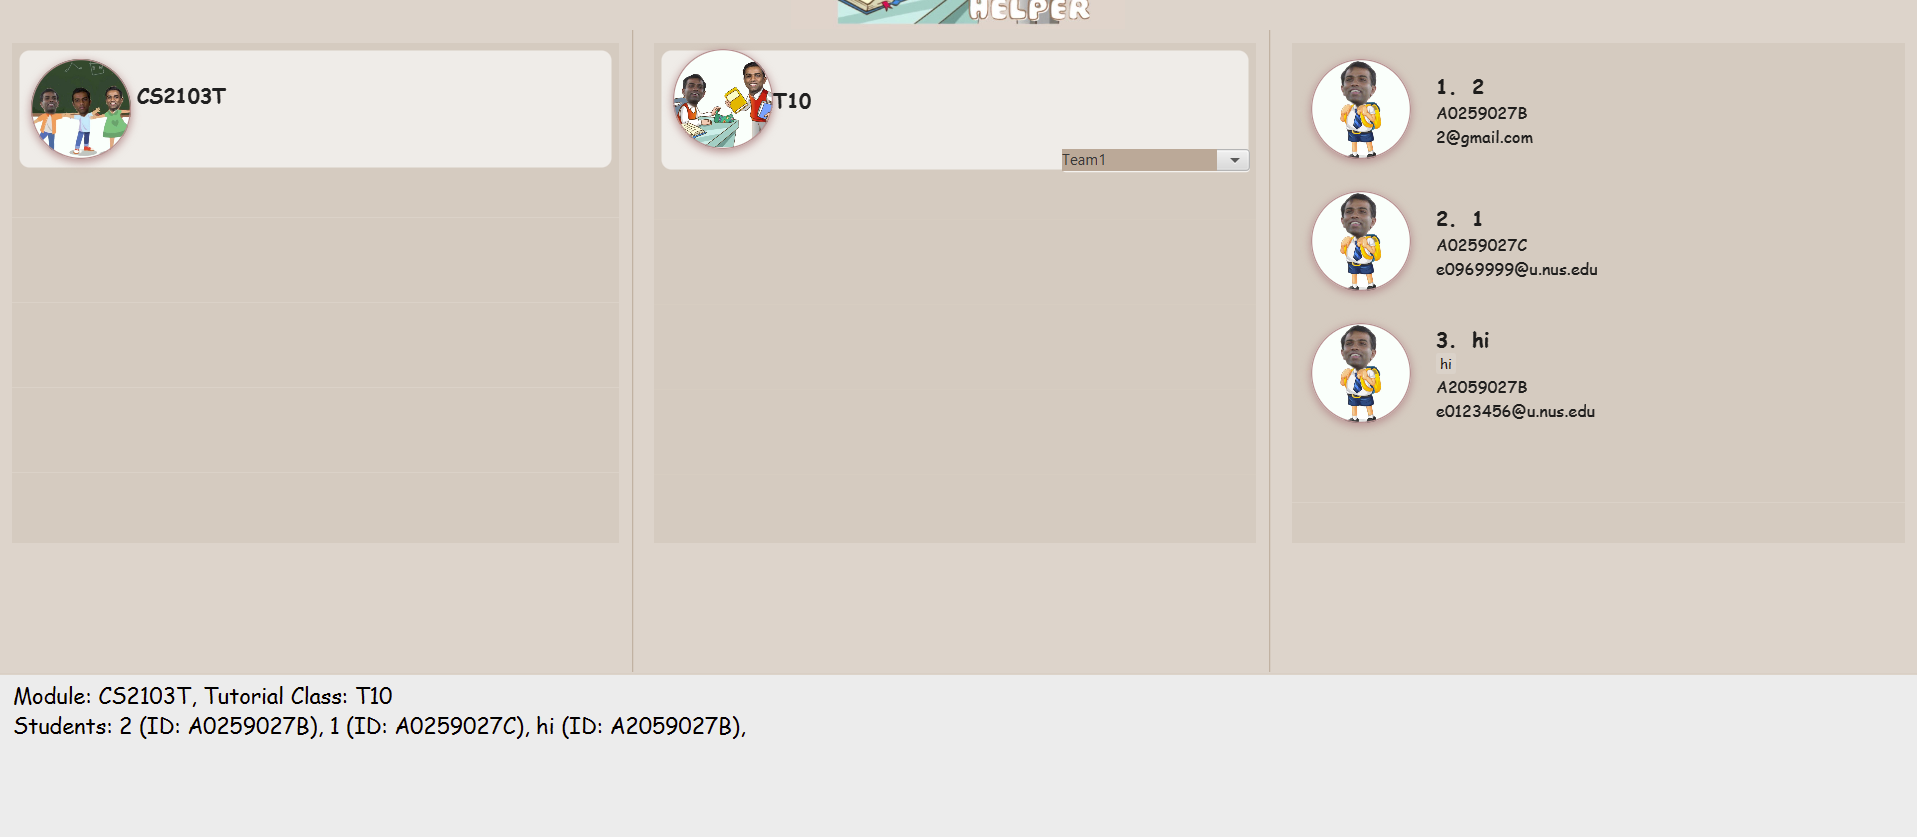 HELPER
CS2103T
T10
Team1
1. 2
A0259027B
2@gmail.com
2. 1
A0259027C
e0969999@u.nus.edu
3. hi
hi
A2059027B
e0123456@u.nus.edu
Module: CS2103T, Tutorial Class: T10
Students: 2 (ID: A0259027B), 1 (ID: A0259027C), hi (ID: A2059027B),